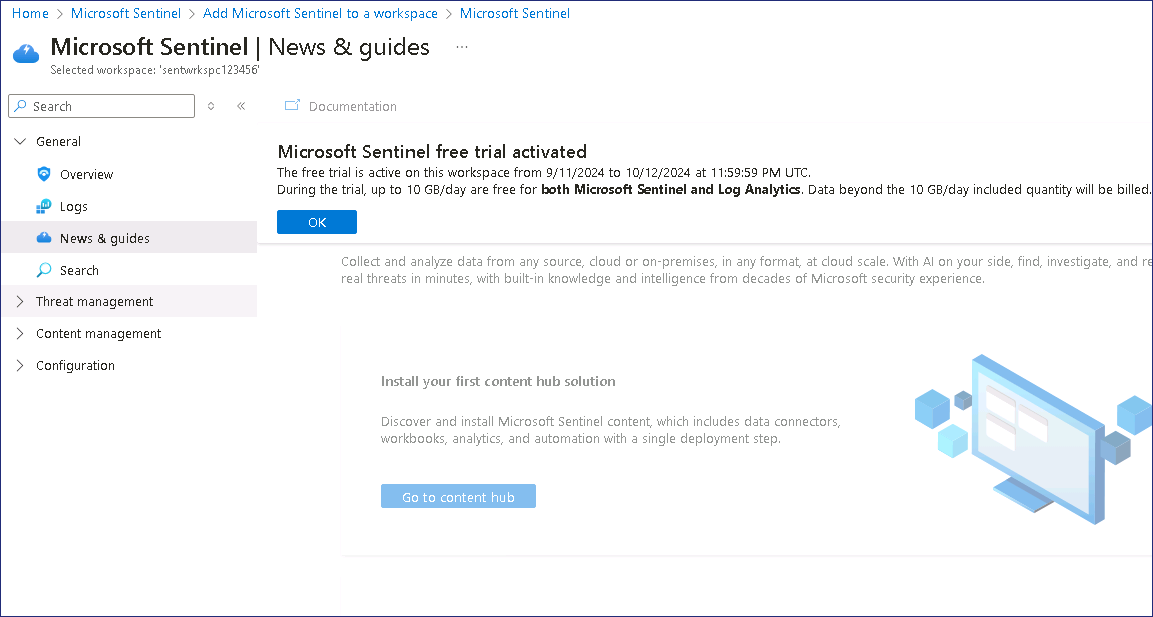 Home > Microsoft Sentinel > Add Microsoft Sentinel to a workspace > Microsoft Sentinel
Microsoft Sentinel | News & guides ...
Selected workspace: 'sentwrkspc123456'
Search
Documentation
General
Overview
Logs
News & guides
Search
Threat management
Content management
Configuration
Microsoft Sentinel free trial activated
The free trial is active on this workspace from 9/11/2024 to 10/12/2024 at 11:59:59 PM UTC.
During the trial, up to 10 GB/day are free for both Microsoft Sentinel and Log Analytics. Data beyond the 10 GB/day included quantity will be billed.
OK
Collect and analyze data from any source, cloud or on-premises, in any format, at cloud scale. With AI on your side, find, investigate, and re
real threats in minutes, with built-in knowledge and intelligence from decades of Microsoft security experience.
Install your first content hub solution
Discover and install Microsoft Sentinel content, which includes data connectors,
workbooks, analytics, and automation with a single deployment step.
Go to content hub